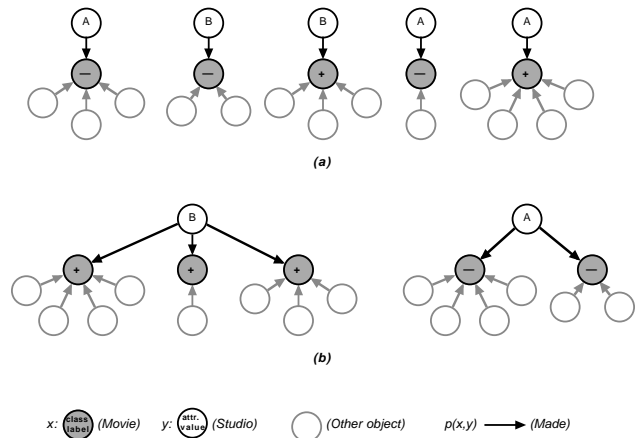 A B B A A
— — + — +
(a)
B A
+ + + — —
(b)
x: class label (Movie) y: attr. value (Studio) (Other object) p(x,y) (Made)